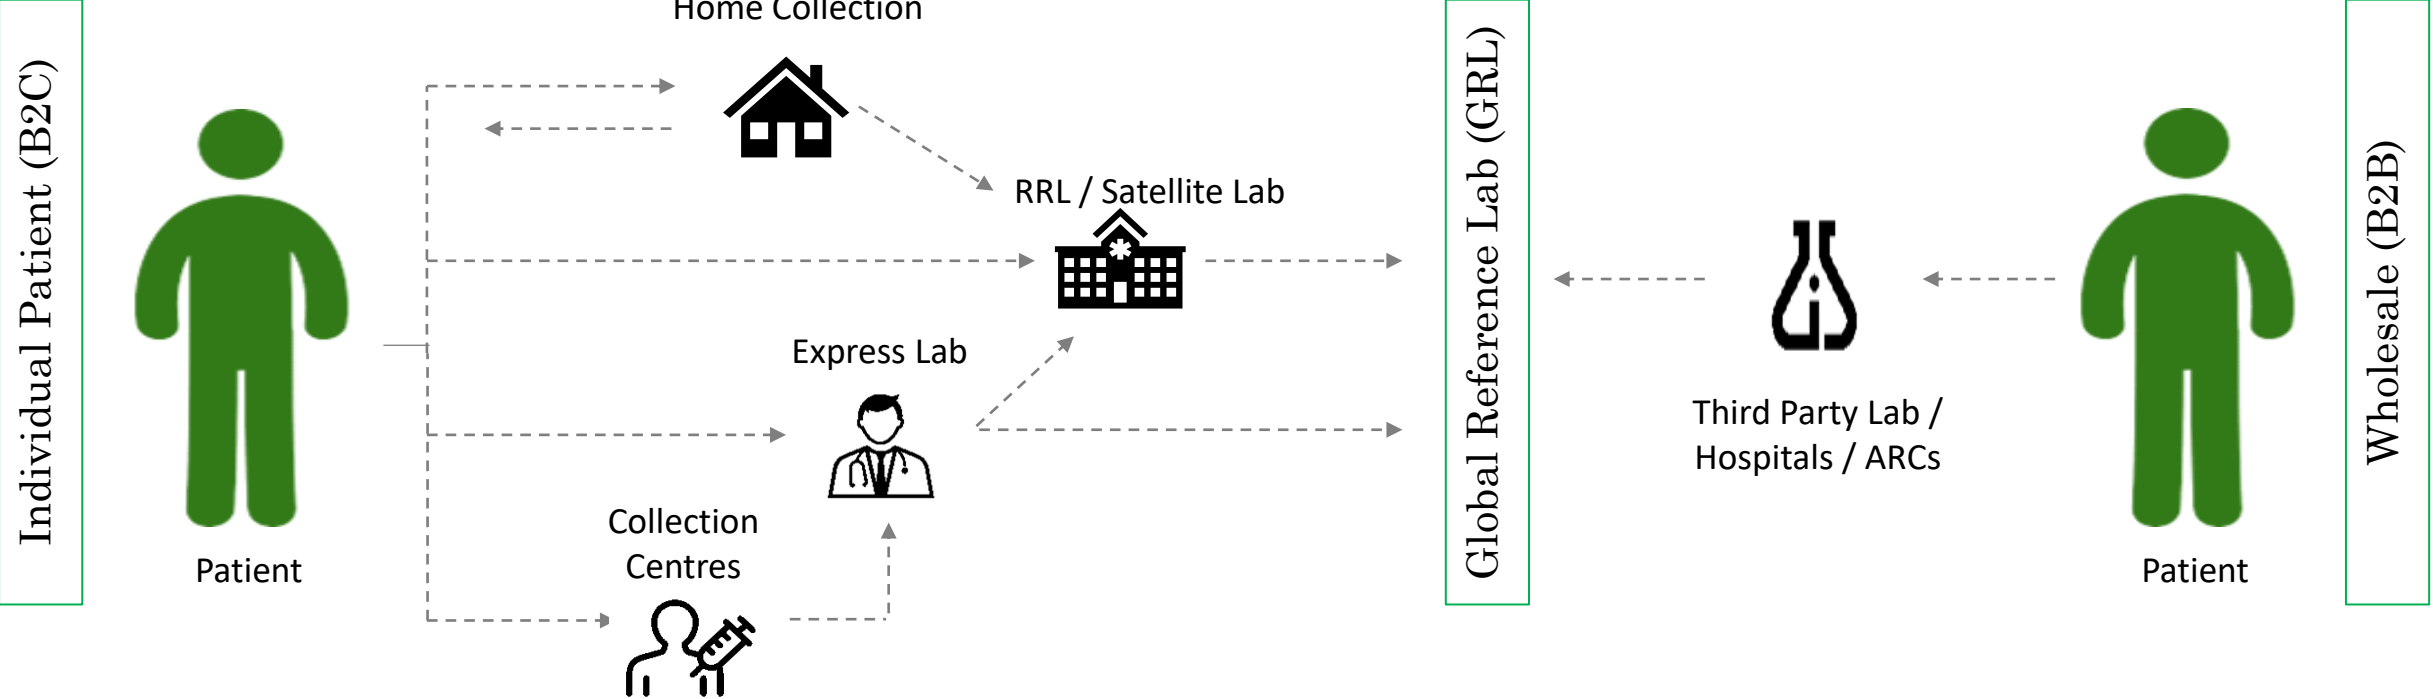 Home Collection
Individual Patient (B2C)
RRL / Satellite Lab
Express Lab
Collection
Centres
Patient
Global Reference Lab (GRL)
Third Party Lab /
Hospitals / ARCs
Patient
Wholesale (B2B)